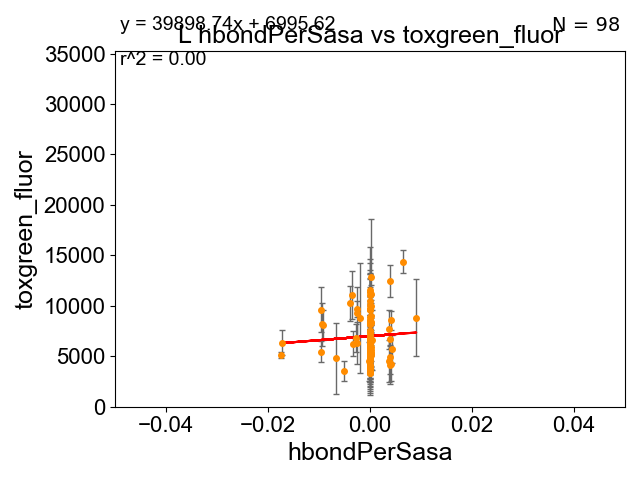 y = 39898.74x + 6995.62
N = 98
L hbondPerSasa vs toxgreen_fluor
r^2 = 0.00
35000
30000
25000
20000
15000
10000
5000
0
toxgreen_fluor
−0.04
−0.02
0.00
0.02
0.04
hbondPerSasa